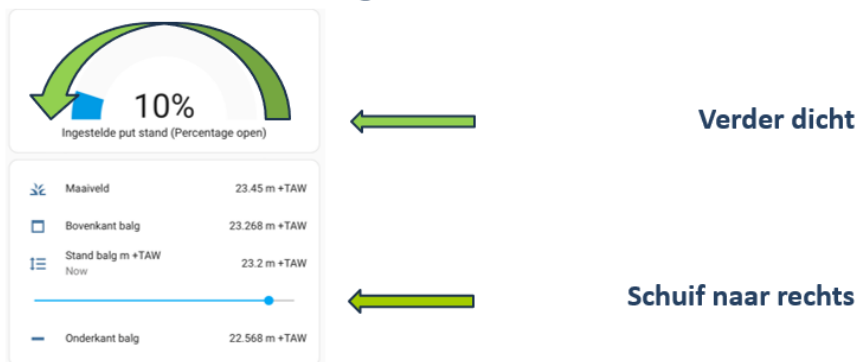 10%
Ingestelde put stand (Percentage open)
Verder dicht
Maaiveld 23.45 m +TAW
Bovenkant balg 23.268 m +TAW
Stand balg m +TAW 23.2 m +TAW
Now
Schuif naar rechts
Onderkant balg 22.568 m +TAW